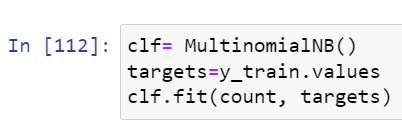 In [112]: clf= MultinomialNB()
targets=y_train.values
clf.fit(count, targets)